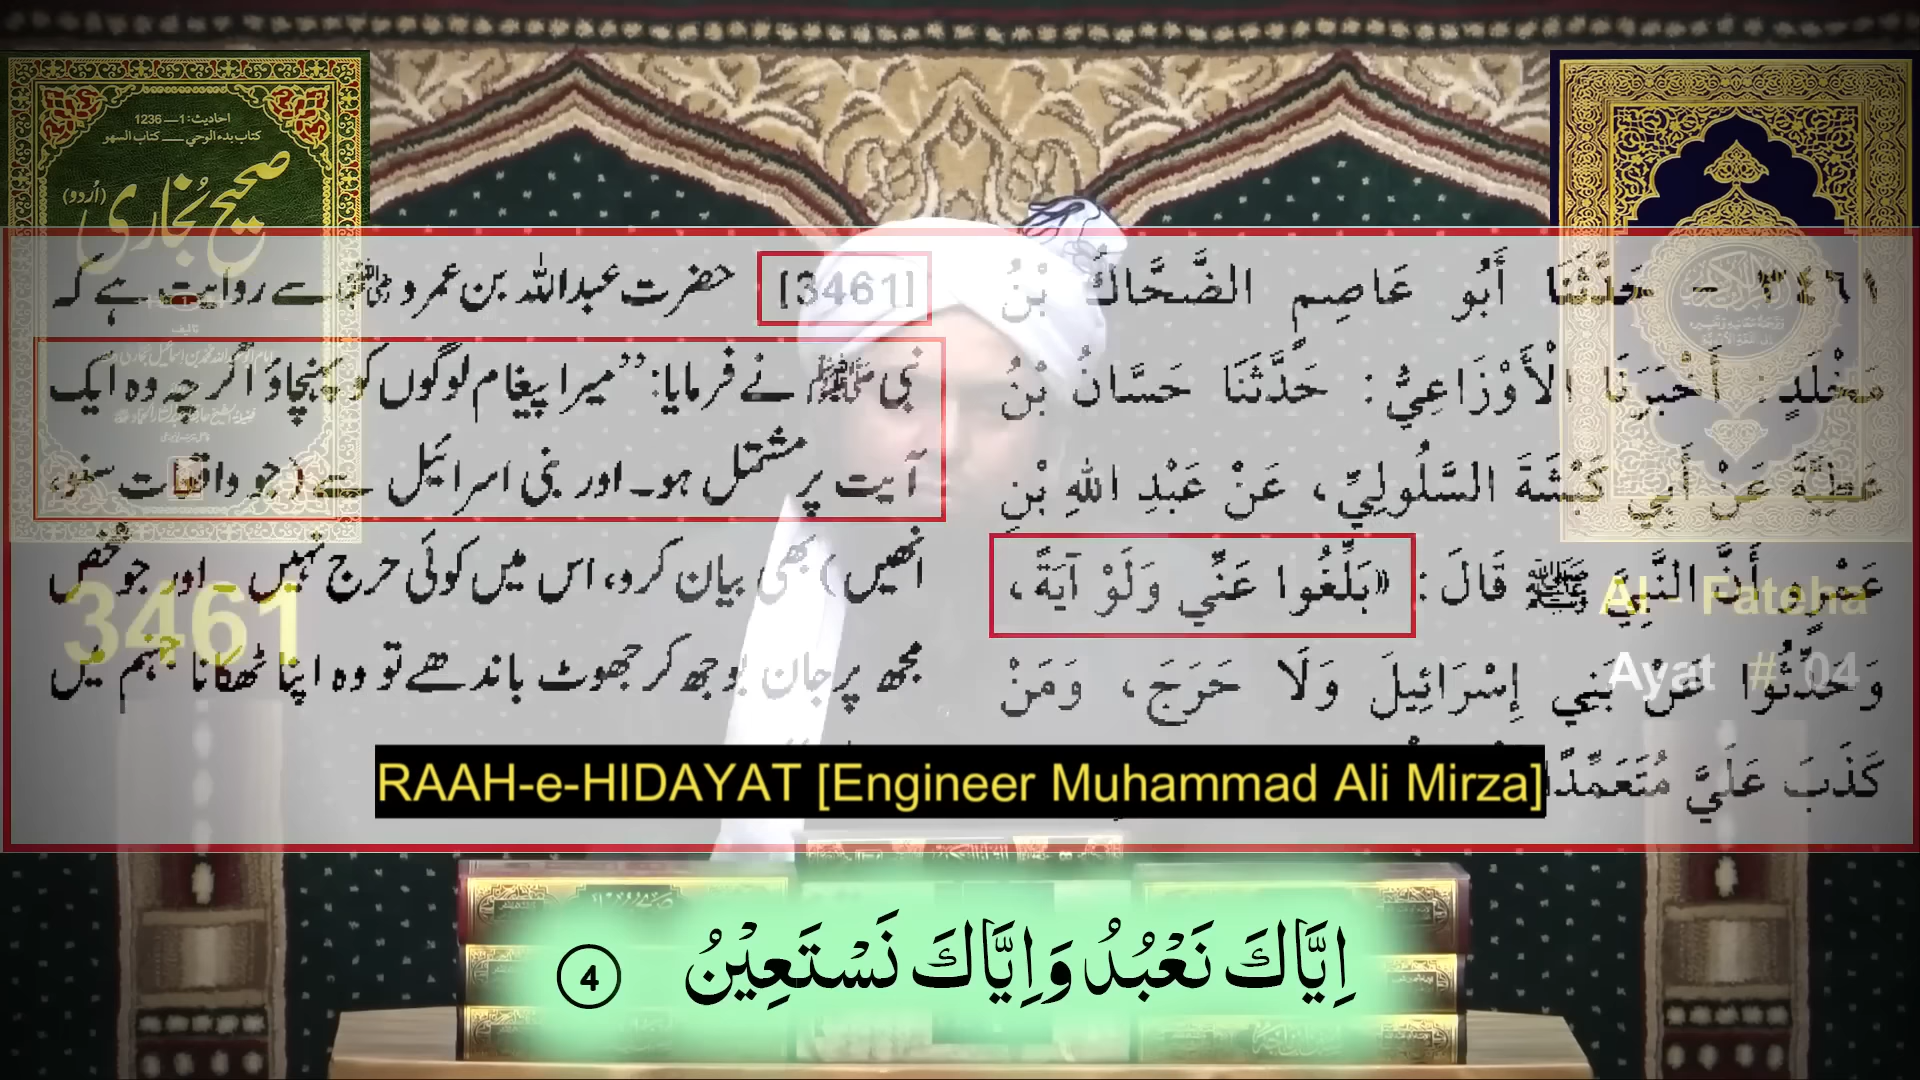 احادیث: 1 — 1236
کتاب بدء الوحي — کتاب السهو
صحیح بخاری
(اُردو)
٣٤٦١ - حَدَّثَنَا أَبُو عَاصِمٍ الضَّحَّاكُ بْنُ
مَخْلَدٍ: أَخْبَرَنَا الْأَوْزَاعِيُّ: حَدَّثَنَا حَسَّانُ بْنُ
عَطِيَّةَ عَنْ أَبِي كَبْشَةَ السَّلُولِيِّ، عَنْ عَبْدِ اللهِ بْنِ
عَمْرٍو أَنَّ النَّبِيَّ ﷺ قَالَ: «بَلِّغُوا عَنِّي وَلَوْ آيَةً،
وَحَدِّثُوا عَنْ بَنِي إِسْرَائِيلَ وَلَا حَرَجَ، وَمَنْ
كَذَبَ عَلَيَّ مُتَعَمِّدًا
[3461] حضرت عبداللہ بن عمرو ؓ سے روایت ہے کہ
نبی ﷺ نے فرمایا: ’’میرا پیغام لوگوں کو پہنچاؤ اگرچہ وہ ایک
آیت پر مشتمل ہو۔ اور بنی اسرائیل سے (جو واقعات سنو،
انھیں) بھی بیان کرو، اس میں کوئی حرج نہیں۔ اور جو شخص
مجھ پر جان بوجھ کر جھوٹ باندھے تو وہ اپنا ٹھکانا جہنم میں
3461
Al - Fateha
Ayat # 04
RAAH-e-HIDAYAT [Engineer Muhammad Ali Mirza]
اِيَّاكَ نَعْبُدُ وَاِيَّاكَ نَسْتَعِيْنُ 4